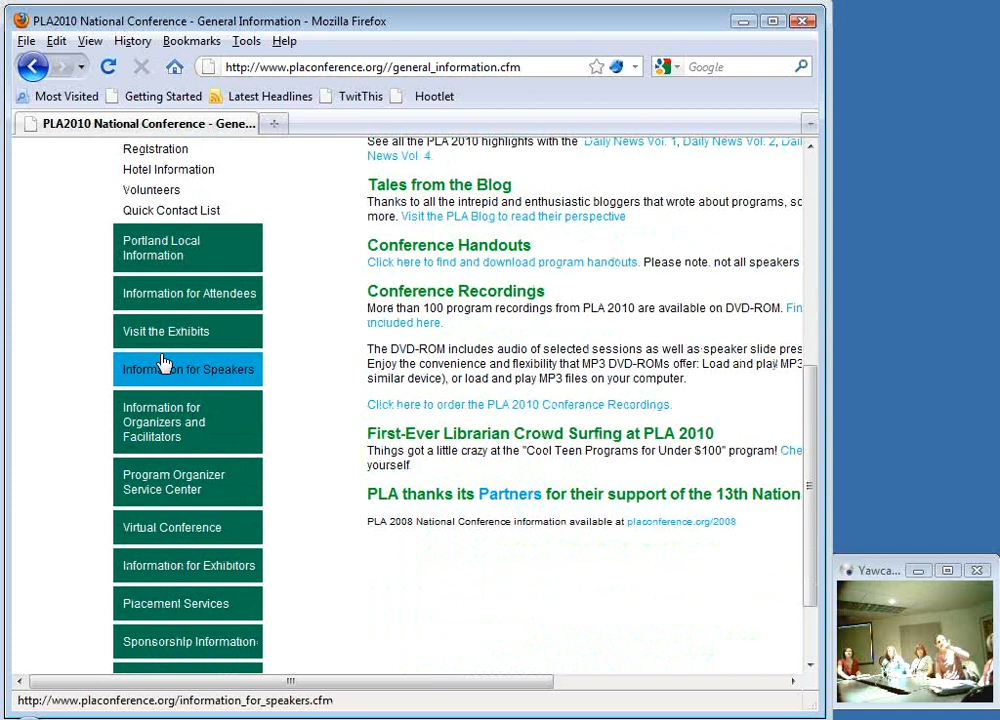 PLA2010 National Conference - General Information - Mozilla Firefox
File Edit View History Bookmarks Tools Help
http://www.placonference.org//general_information.cfm
Google
Most Visited Getting Started Latest Headlines TwitThis Hootlet
PLA2010 National Conference - Gene...
Registration
Hotel Information
Volunteers
Quick Contact List
Portland Local
Information
Information for Attendees
Visit the Exhibits
Information for Speakers
Information for
Organizers and
Facilitators
Program Organizer
Service Center
Virtual Conference
Information for Exhibitors
Placement Services
Sponsorship Information
See all the PLA 2010 highlights with the Daily News Vol. 1, Daily News Vol. 2, Dail
News Vol. 4.
Tales from the Blog
Thanks to all the intrepid and enthusiastic bloggers that wrote about programs, sc
more. Visit the PLA Blog to read their perspective
Conference Handouts
Click here to find and download program handouts. Please note. not all speakers
Conference Recordings
More than 100 program recordings from PLA 2010 are available on DVD-ROM. Fin
included here.
The DVD-ROM includes audio of selected sessions as well as speaker slide pres
Enjoy the convenience and flexibility that MP3 DVD-ROMs offer: Load and play MP3
similar device), or load and play MP3 files on your computer.
Click here to order the PLA 2010 Conference Recordings.
First-Ever Librarian Crowd Surfing at PLA 2010
Things got a little crazy at the "Cool Teen Programs for Under $100" program! Che
yourself.
PLA thanks its Partners for their support of the 13th Nation
PLA 2008 National Conference information available at placonference.org/2008
http://www.placonference.org/information_for_speakers.cfm
Yawca...